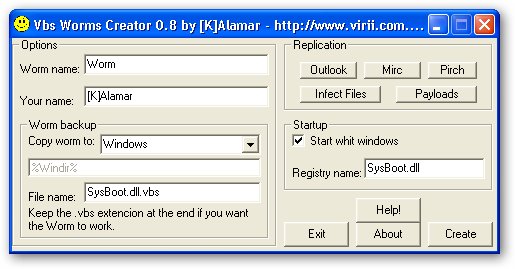 Vbs Worms Creator 0.8 by [K]Alamar - http://www.virii.com....
Options
Worm name: Worm
Your name: [K]Alamar
Worm backup
Copy worm to: Windows
%Windir%
File name: SysBoot.dll.vbs
Keep the .vbs extencion at the end if you want
the Worm to work.
Replication
Outlook Mirc Pirch
Infect Files Payloads
Startup
Start whit windows
Registry name: SysBoot.dll
Help!
Exit About Create